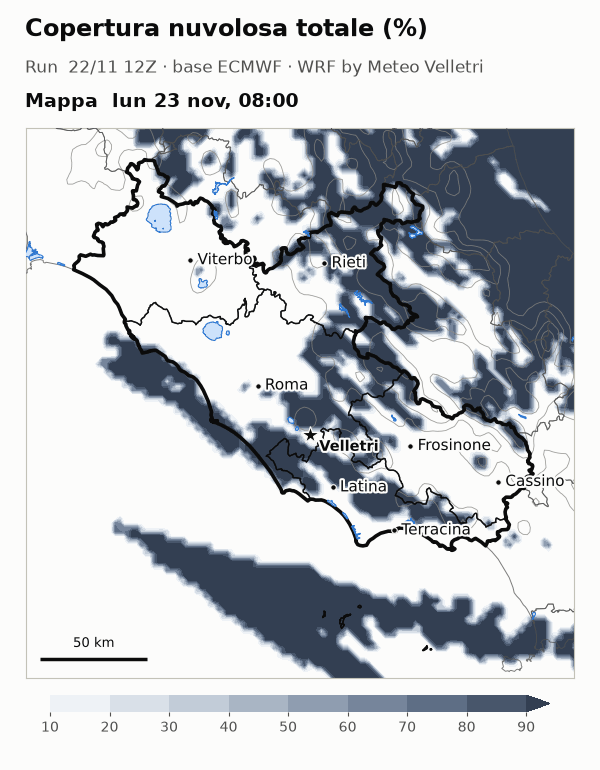 Copertura nuvolosa totale (%)
Run  22/11 12Z · base ECMWF · WRF by Meteo Velletri
Mappa  lun 23 nov, 08:00
Viterbo
Rieti
Roma
Velletri
Frosinone
Latina
Cassino
Terracina
50 km
10 20 30 40 50 60 70 80 90